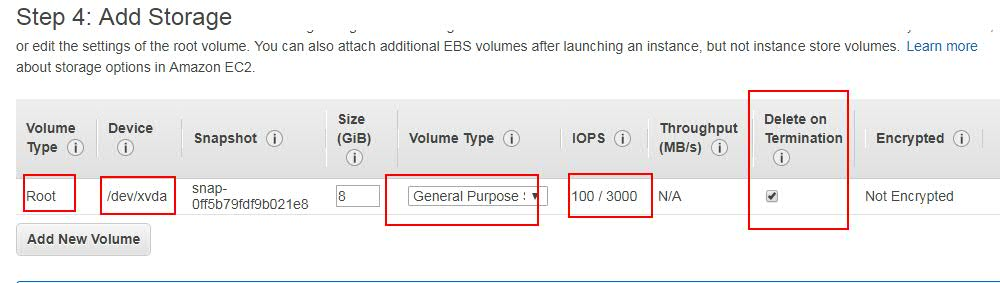 Step 4: Add Storage
or edit the settings of the root volume. You can also attach additional EBS volumes after launching an instance, but not instance store volumes. Learn more
about storage options in Amazon EC2.
Volume Type
Device
Snapshot
Size (GiB)
Volume Type
IOPS
Throughput (MB/s)
Delete on Termination
Encrypted
Root
/dev/xvda
snap-
0ff5b79fdf9b021e8
8
General Purpose
100 / 3000
N/A
Not Encrypted
Add New Volume